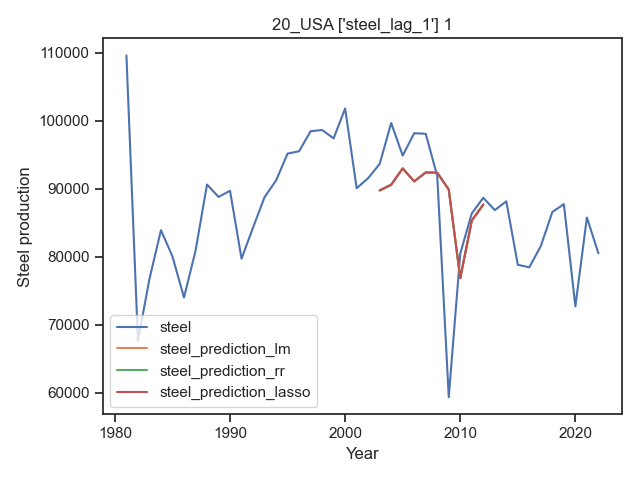 20_USA ['steel_lag_1'] 1
Steel production
110000
100000
90000
80000
70000
60000
steel
steel_prediction_lm
steel_prediction_rr
steel_prediction_lasso
1980
1990
2000
2010
2020
Year